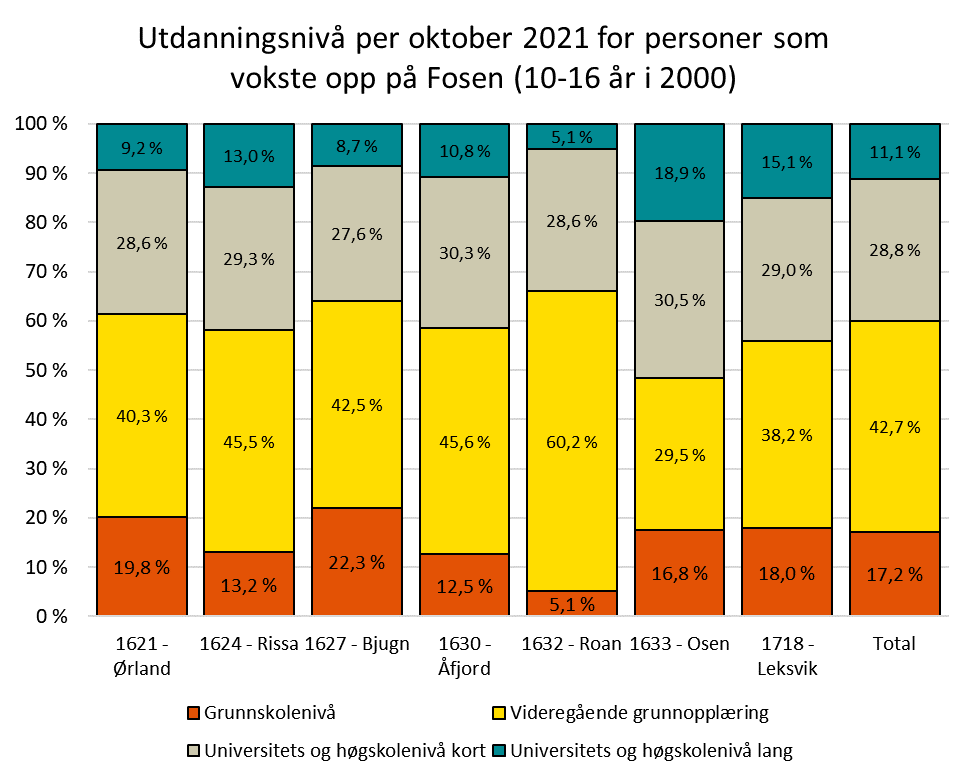 Utdanningsnivå per oktober 2021 for personer som
vokste opp på Fosen (10-16 år i 2000)
100 %
90 %
80 %
70 %
60 %
50 %
40 %
30 %
20 %
10 %
0 %
9,2 % 13,0 % 8,7 % 10,8 % 5,1 % 18,9 % 15,1 % 11,1 %
28,6 % 29,3 % 27,6 % 30,3 % 28,6 % 30,5 % 29,0 % 28,8 %
40,3 % 45,5 % 42,5 % 45,6 % 60,2 % 29,5 % 38,2 % 42,7 %
19,8 % 13,2 % 22,3 % 12,5 % 5,1 % 16,8 % 18,0 % 17,2 %
1621 - 1624 - Rissa 1627 - Bjugn 1630 - 1632 - Roan 1633 - Osen 1718 - Total
Ørland Åfjord Leksvik
Grunnskolenivå Videregående grunnopplæring
Universitets og høgskolenivå kort Universitets og høgskolenivå lang